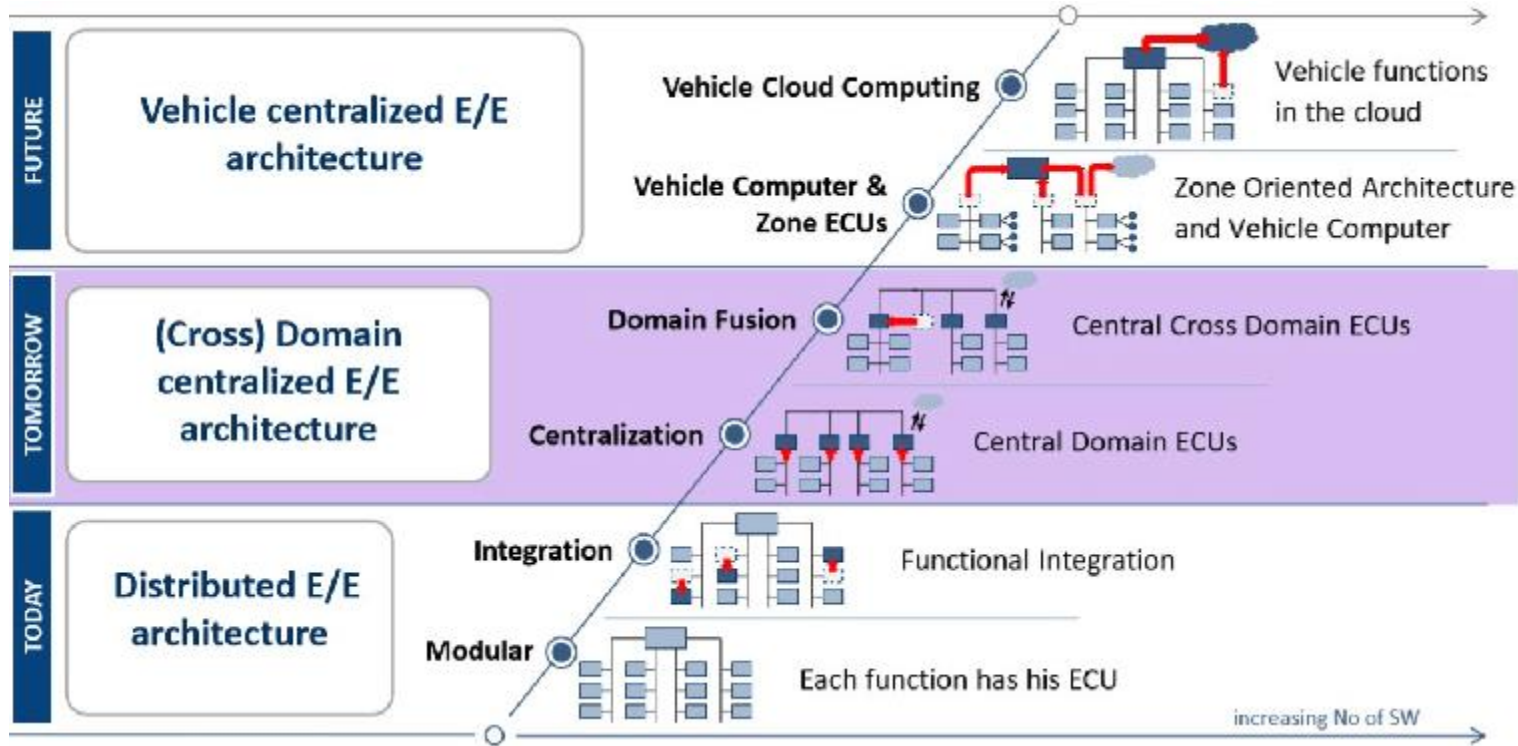 FUTURE
Vehicle centralized E/E
architecture
Vehicle Cloud Computing
Vehicle functions
in the cloud
Vehicle Computer &
Zone ECUs
Zone Oriented Architecture
and Vehicle Computer
TOMORROW
(Cross) Domain
centralized E/E
architecture
Domain Fusion
Central Cross Domain ECUs
Centralization
Central Domain ECUs
TODAY
Distributed E/E
architecture
Integration
Functional Integration
Modular
Each function has his ECU
increasing No of SW